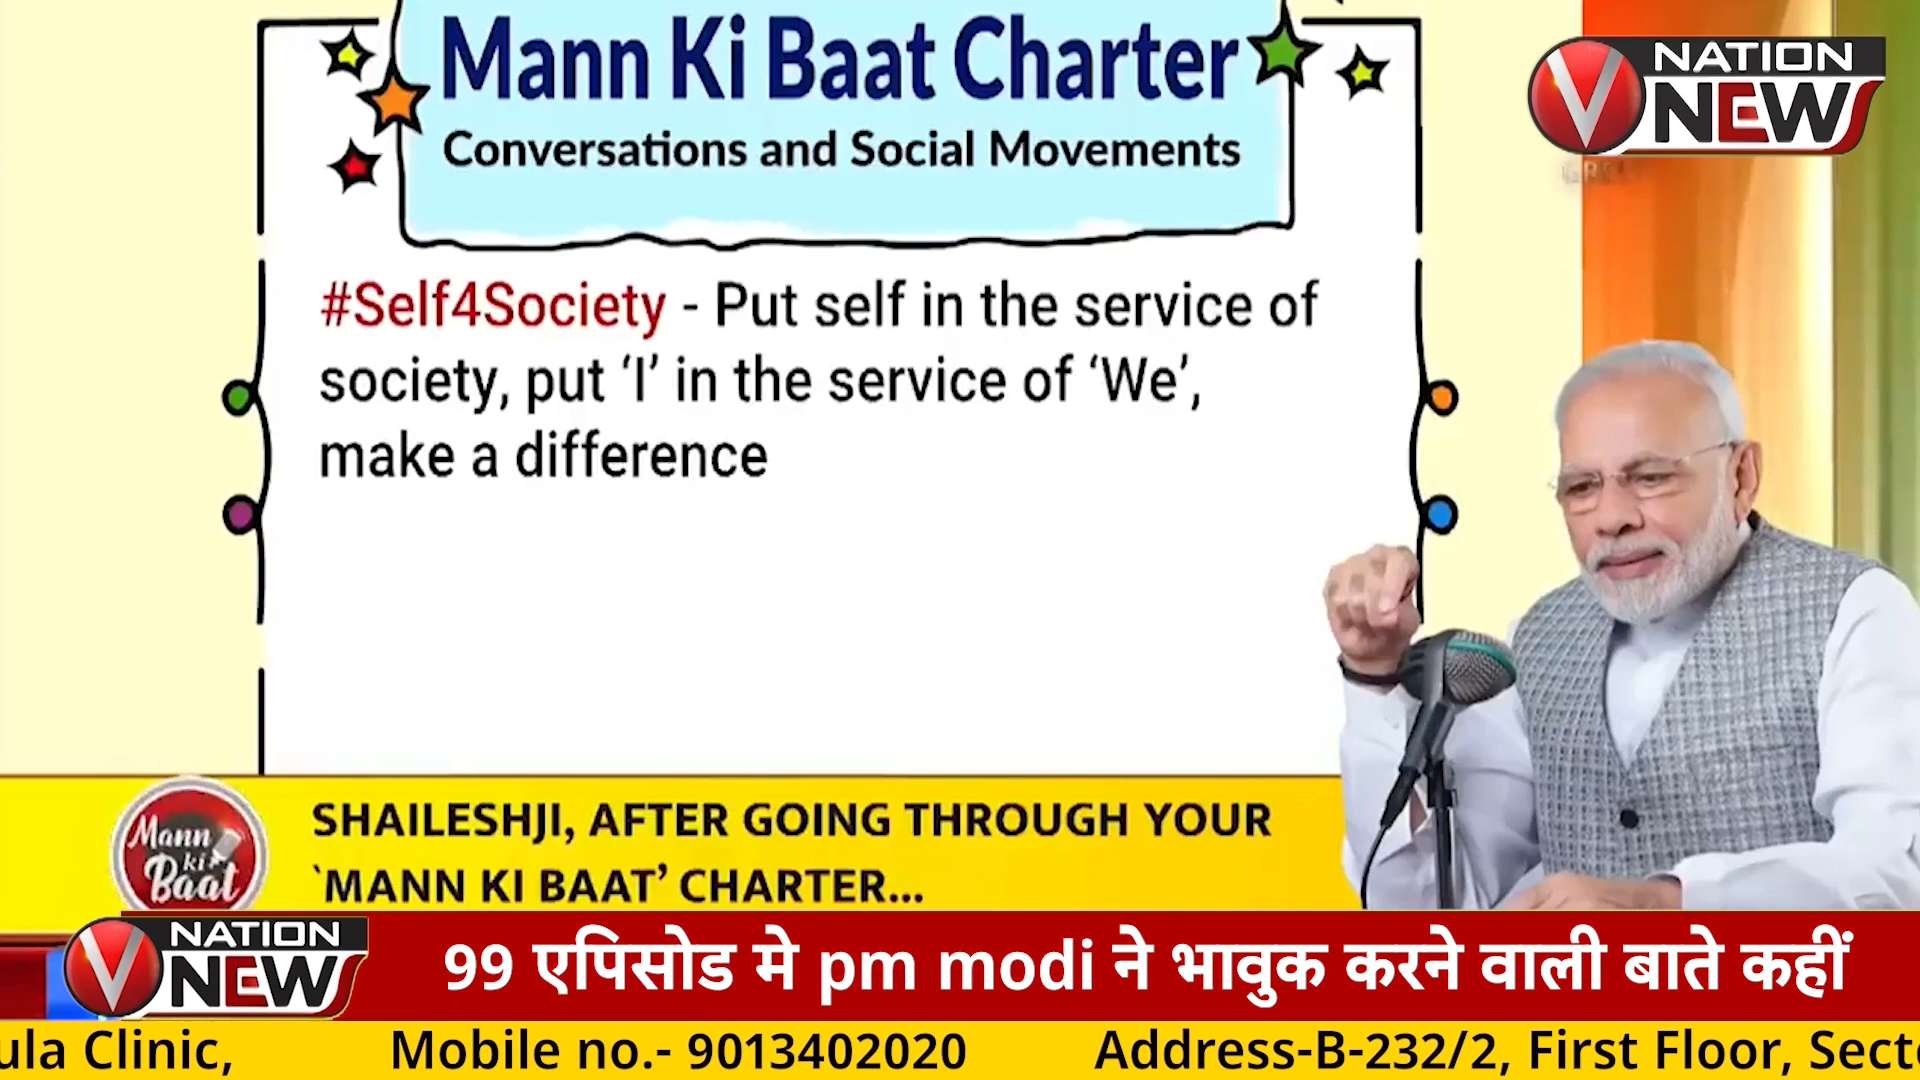 Mann Ki Baat Charter
Conversations and Social Movements
V NATION
NEW
#Self4Society - Put self in the service of
society, put ‘I’ in the service of ‘We’,
make a difference
Mann
ki
Baat
SHAILESHJI, AFTER GOING THROUGH YOUR
`MANN KI BAAT’ CHARTER...
V NATION
NEW
99 एपिसोड मे pm modi ने भावुक करने वाली बाते कहीं
ula Clinic, Mobile no.- 9013402020 Address-B-232/2, First Floor, Sect